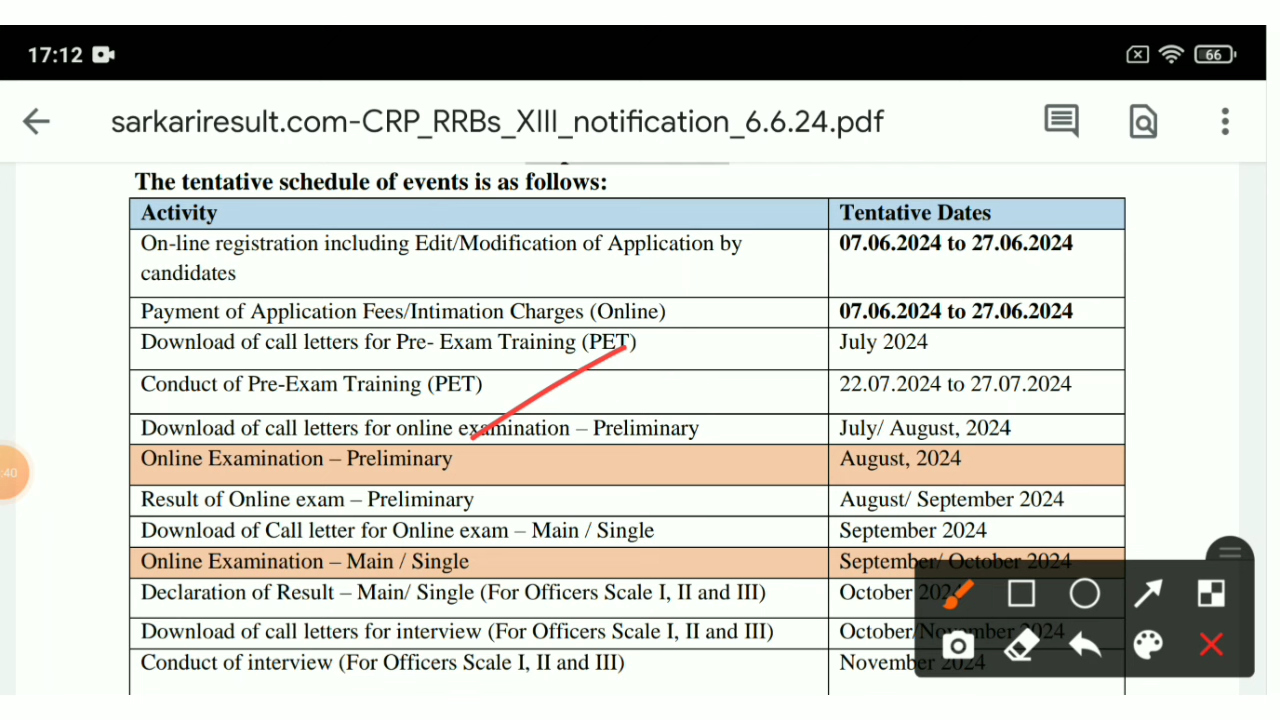 17:12
66
sarkariresult.com-CRP_RRBs_XIII_notification_6.6.24.pdf
The tentative schedule of events is as follows:
Activity Tentative Dates
On-line registration including Edit/Modification of Application by candidates 07.06.2024 to 27.06.2024
Payment of Application Fees/Intimation Charges (Online) 07.06.2024 to 27.06.2024
Download of call letters for Pre- Exam Training (PET) July 2024
Conduct of Pre-Exam Training (PET) 22.07.2024 to 27.07.2024
Download of call letters for online examination – Preliminary July/ August, 2024
:40
Online Examination – Preliminary August, 2024
Result of Online exam – Preliminary August/ September 2024
Download of Call letter for Online exam – Main / Single September 2024
Online Examination – Main / Single September/ October 2024
Declaration of Result – Main/ Single (For Officers Scale I, II and III) October 2024
Download of call letters for interview (For Officers Scale I, II and III) October/November 2024
Conduct of interview (For Officers Scale I, II and III) November 2024